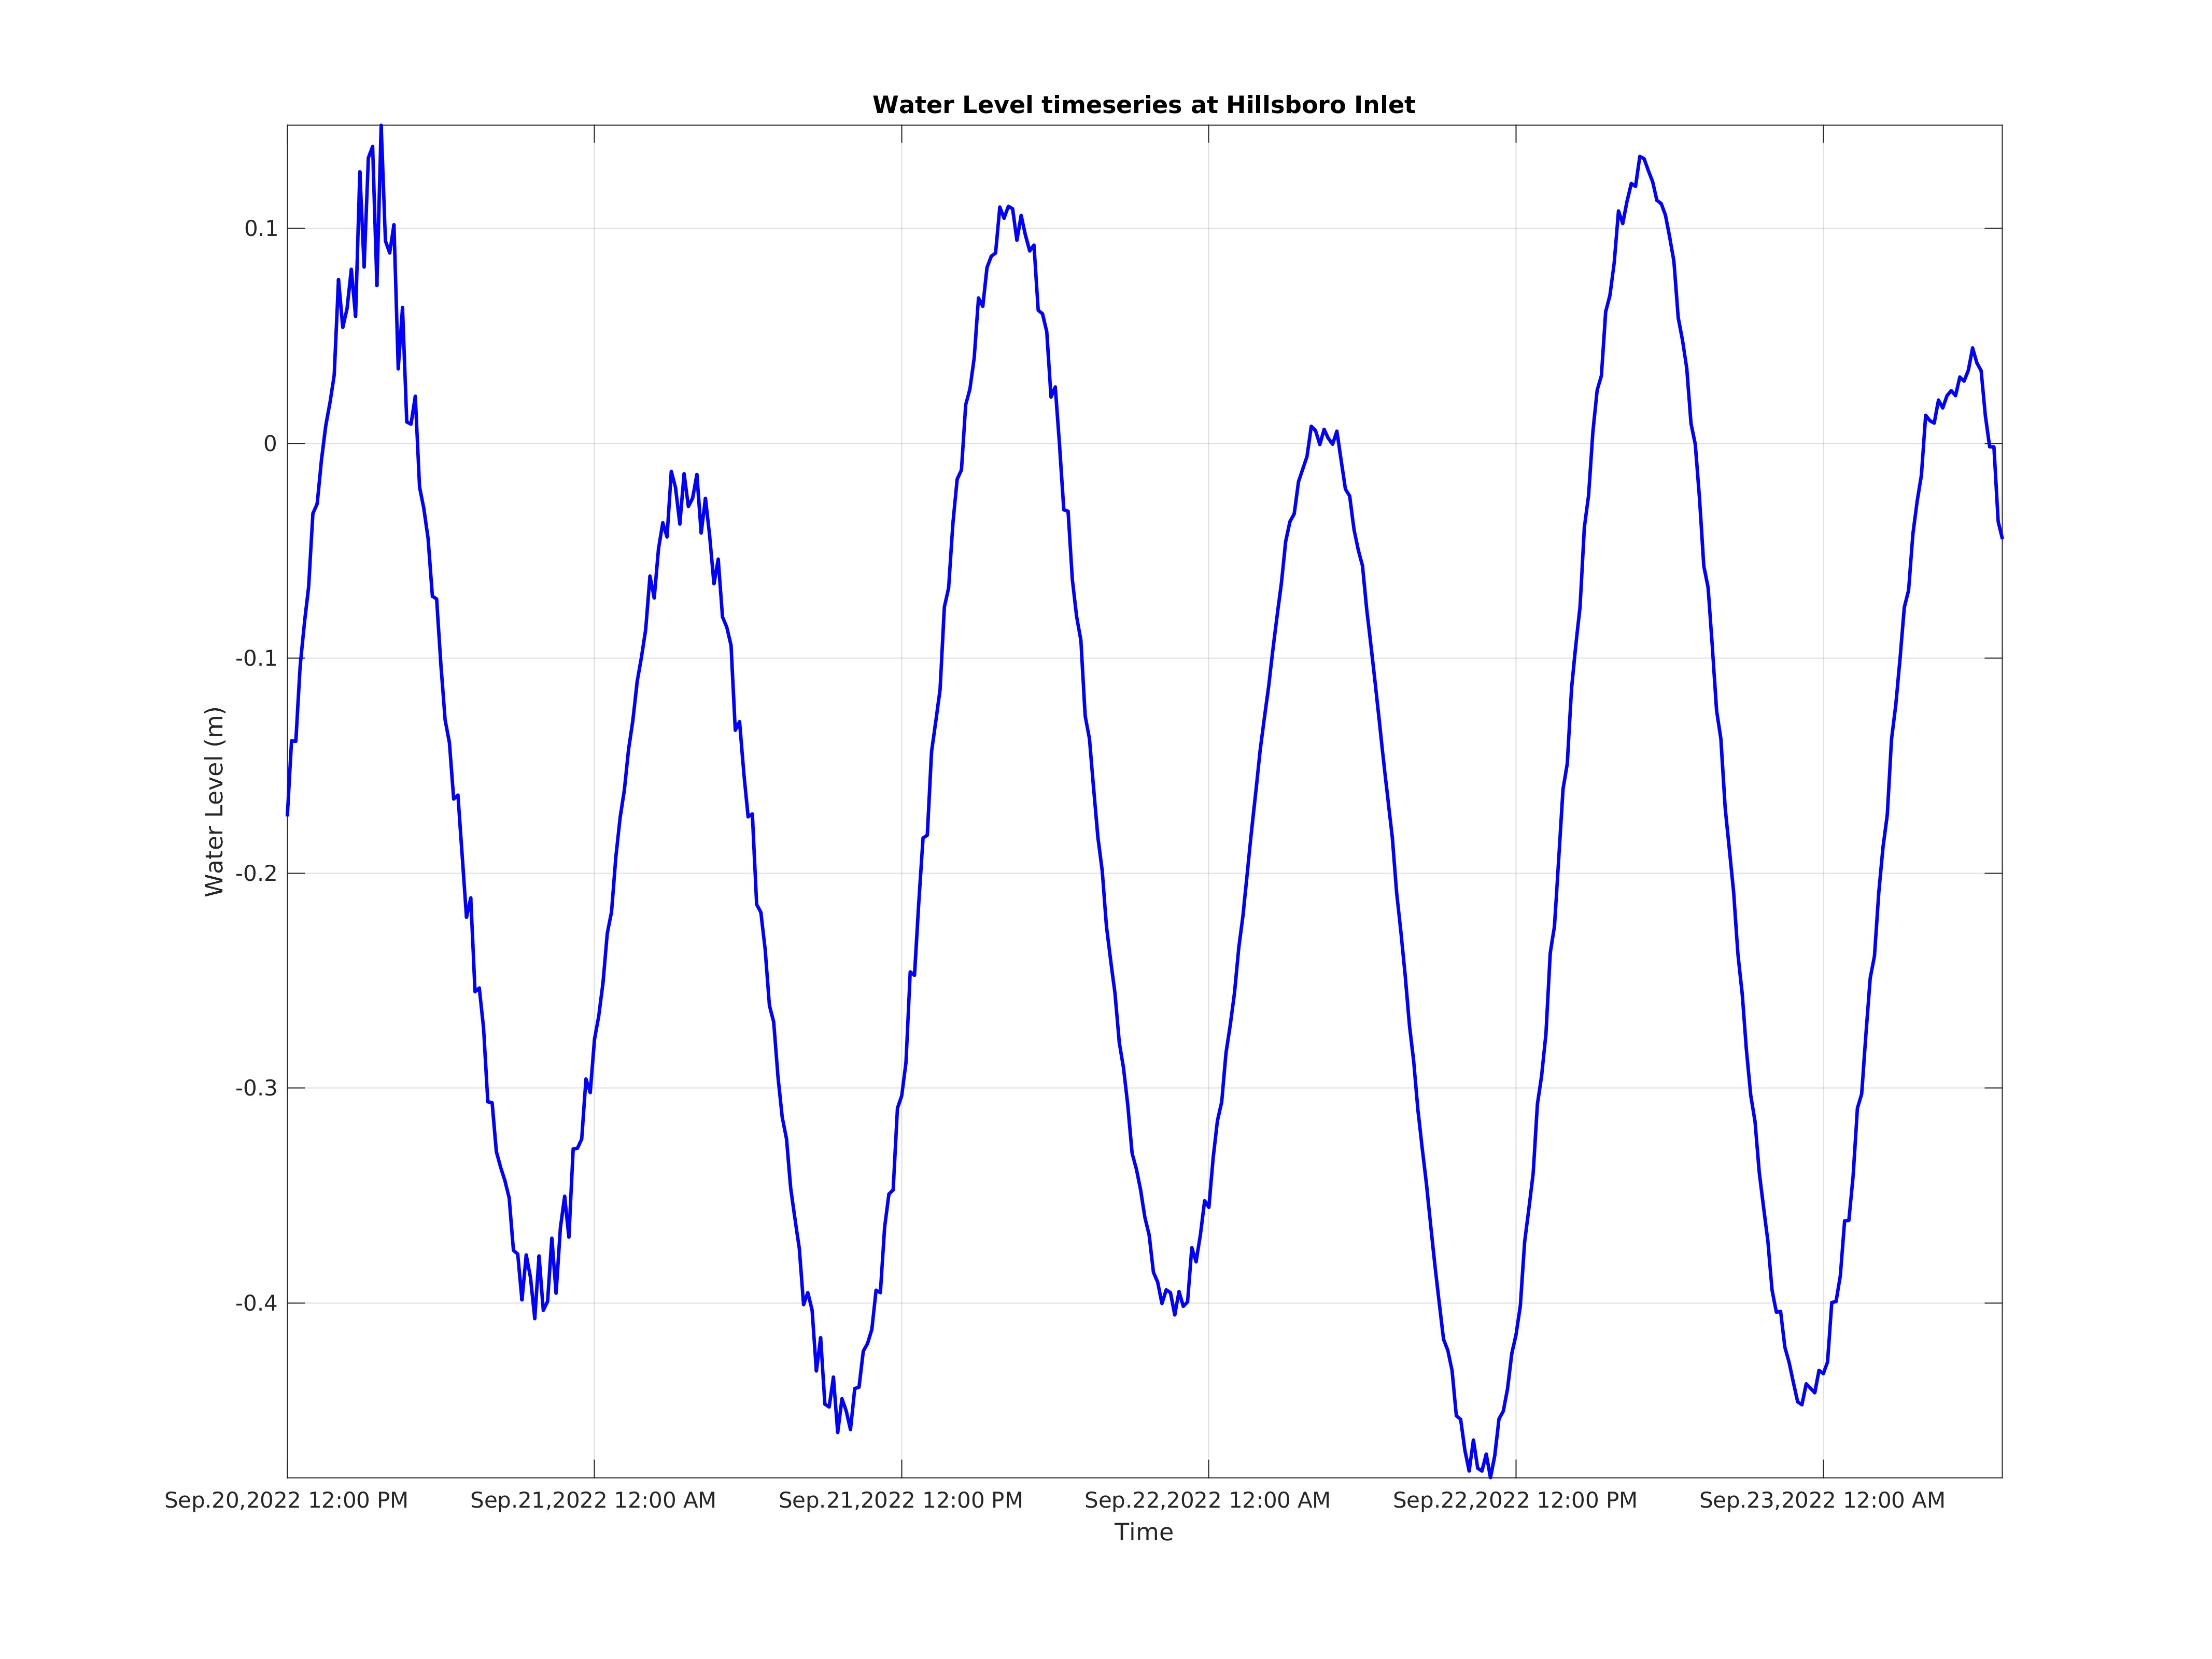 Water Level timeseries at Hillsboro Inlet
0.1
0
-0.1
-0.2
-0.3
-0.4
Water Level (m)
Sep.20,2022 12:00 PM
Sep.21,2022 12:00 AM
Sep.21,2022 12:00 PM
Sep.22,2022 12:00 AM
Sep.22,2022 12:00 PM
Sep.23,2022 12:00 AM
Time